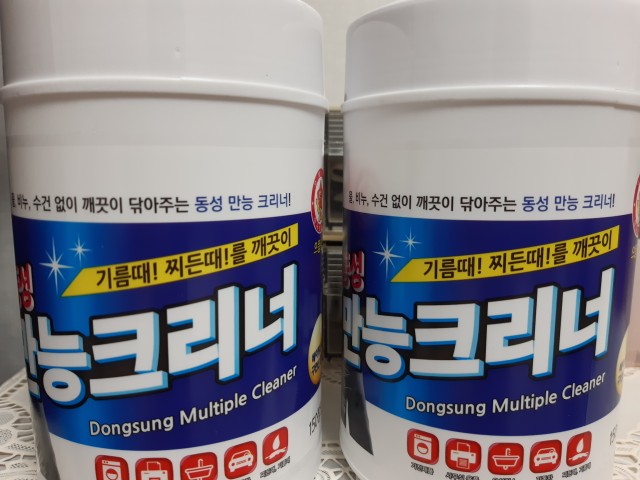 비누, 수건 없이 깨끗이 닦아주는 동성 만능 크리너!
기름때! 찌든때!를 깨끗이
만능크리너
Dongsung Multiple Cleaner
비누, 수건 없이 깨끗이 닦아주는 동성 만능 크리너!
기름때! 찌든때!를 깨끗이
만능크리너
Dongsung Multiple Cleaner